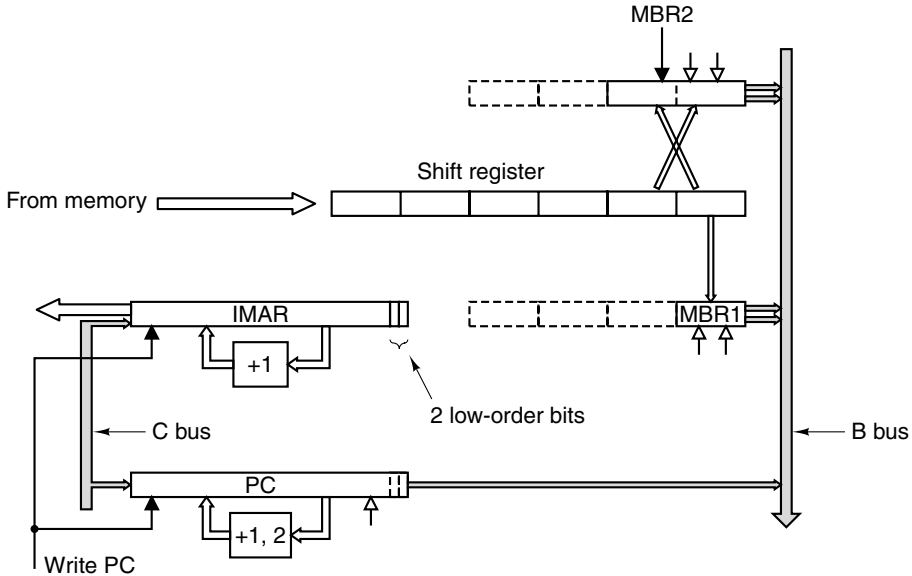 MBR2
Shift register
From memory
IMAR
MBR1
+1
2 low-order bits
C bus
B bus
PC
+1, 2
Write PC